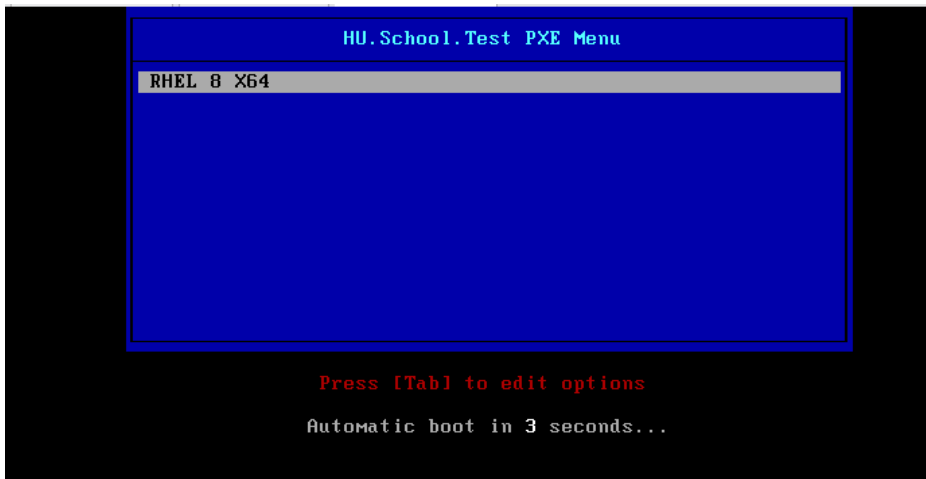 HU.School.Test PXE Menu
RHEL 8 X64
Press [Tab] to edit options
Automatic boot in 3 seconds...